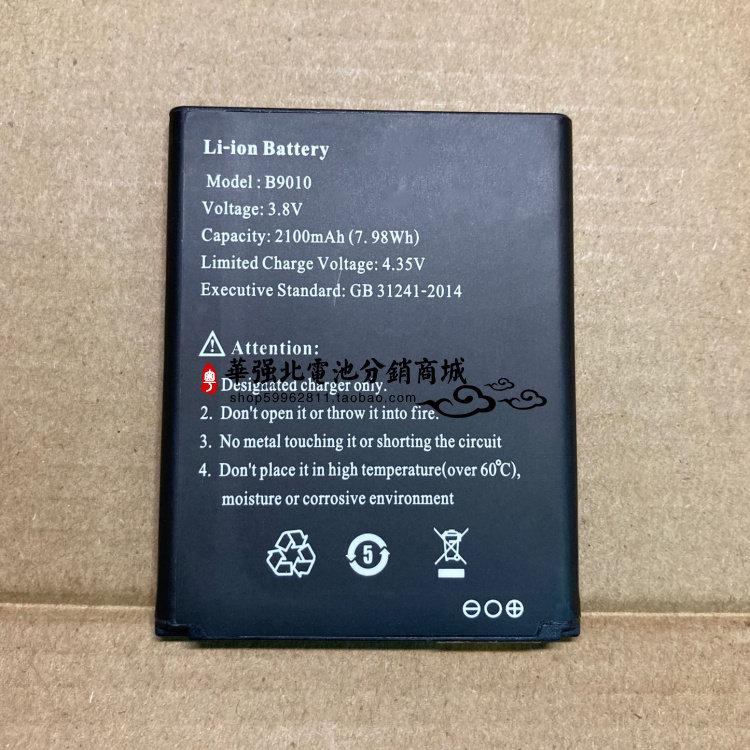 Li-ion Battery
Model : B9010
Voltage: 3.8V
Capacity: 2100mAh (7.98Wh)
Limited Charge Voltage: 4.35V
Executive Standard: GB 31241-2014
Attention:
粤 華强北電池分銷商城
Designated charger only.
shop59962811.taobao.com
2. Don't open it or throw it into fire.
3. No metal touching it or shorting the circuit
4. Don't place it in high temperature(over 60℃),
moisture or corrosive environment
5
⊖○⊕